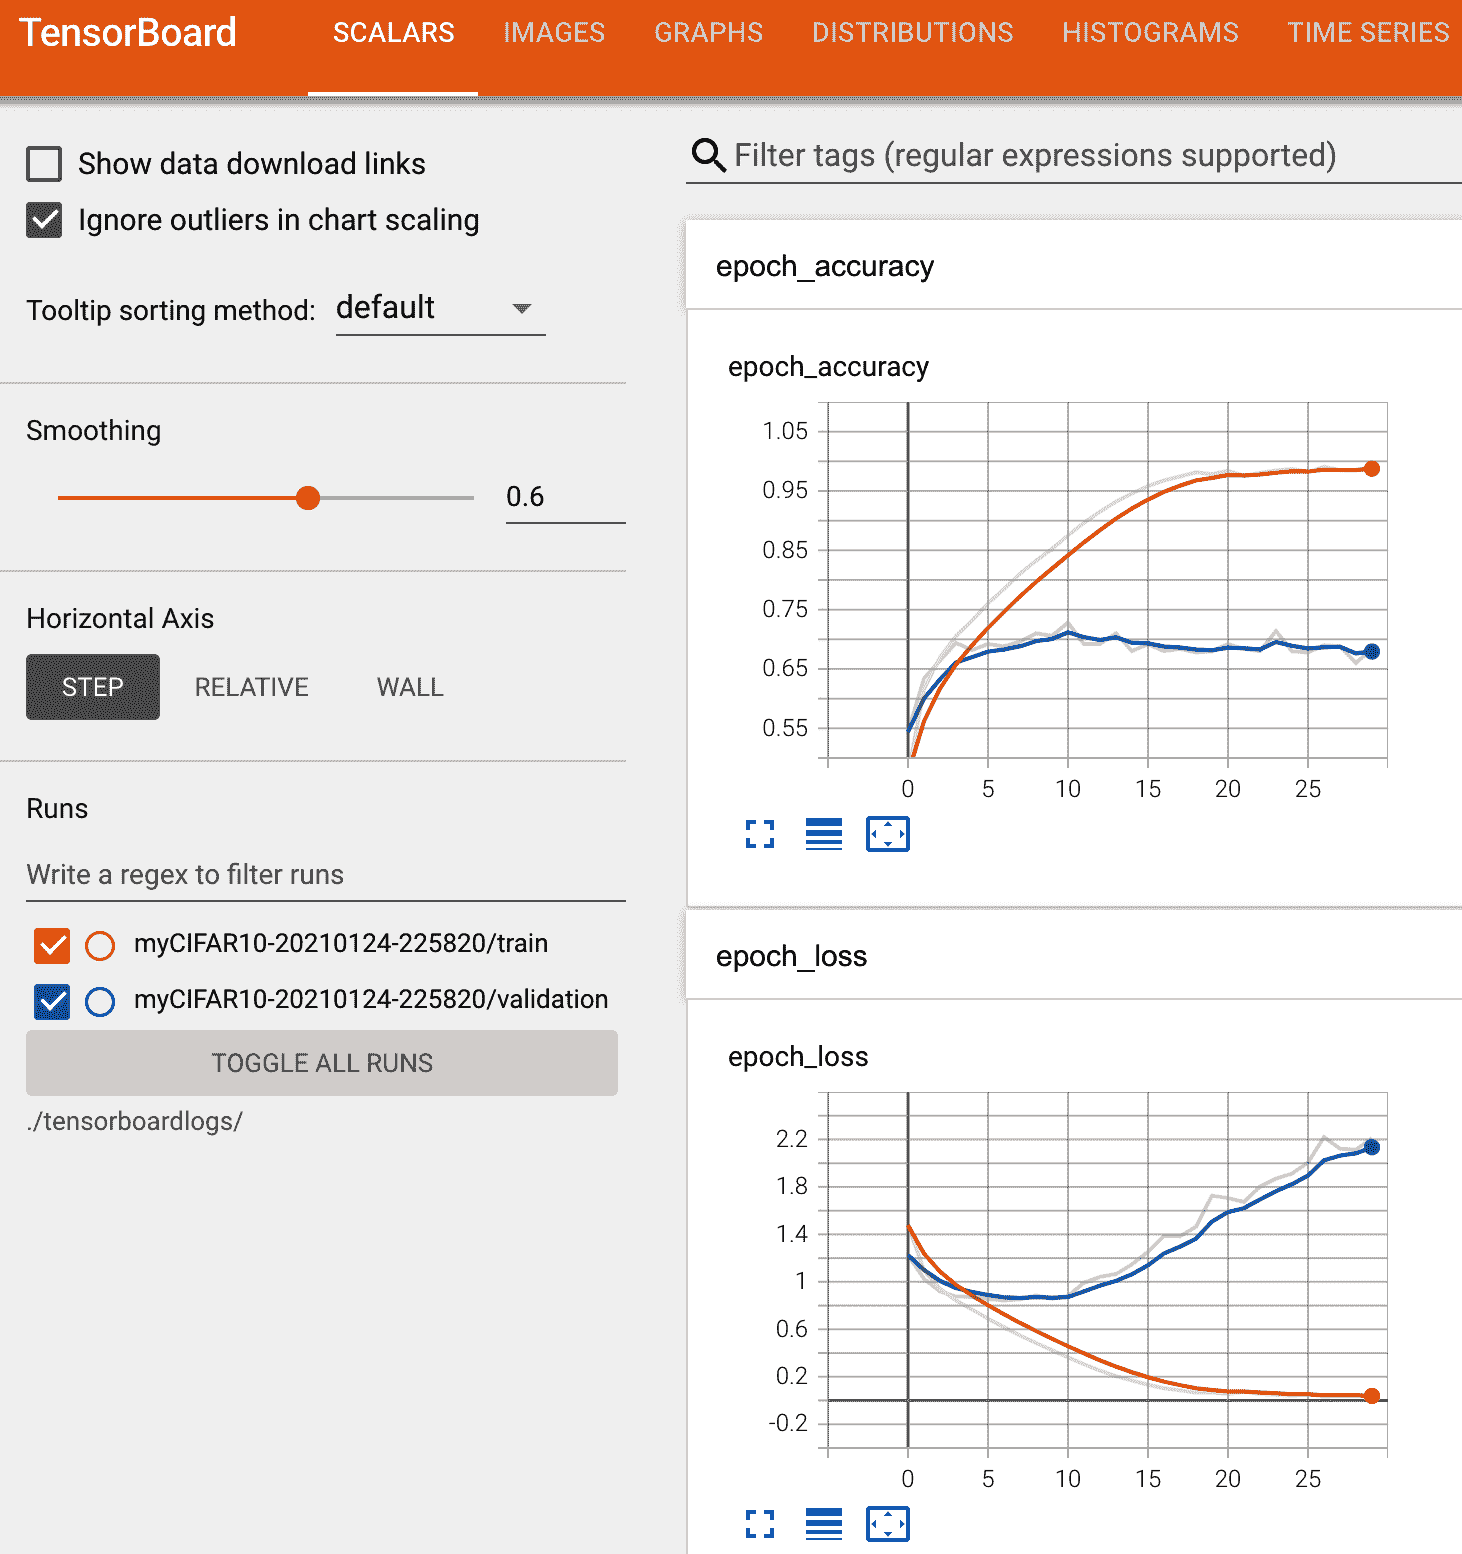 TensorBoard SCALARS IMAGES GRAPHS DISTRIBUTIONS HISTOGRAMS TIME SERIES
Show data download links
Ignore outliers in chart scaling
Tooltip sorting method: default
Smoothing
0.6
Horizontal Axis
STEP RELATIVE WALL
Runs
Write a regex to filter runs
myCIFAR10-20210124-225820/train
myCIFAR10-20210124-225820/validation
TOGGLE ALL RUNS
./tensorboardlogs/
Filter tags (regular expressions supported)
epoch_accuracy
epoch_accuracy
1.05
0.95
0.85
0.75
0.65
0.55
0 5 10 15 20 25
epoch_loss
epoch_loss
2.2
1.8
1.4
1
0.6
0.2
-0.2
0 5 10 15 20 25